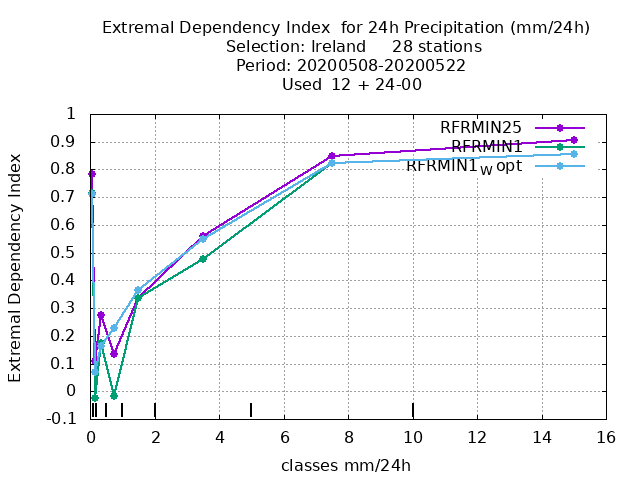 Extremal Dependency Index  for 24h Precipitation (mm/24h)
Selection: Ireland     28 stations
Period: 20200508-20200522
Used  12 + 24-00
RFRMIN25
RFRMIN1
RFRMIN1w opt
Extremal Dependency Index
1
0.9
0.8
0.7
0.6
0.5
0.4
0.3
0.2
0.1
0
-0.1
0 2 4 6 8 10 12 14 16
classes mm/24h